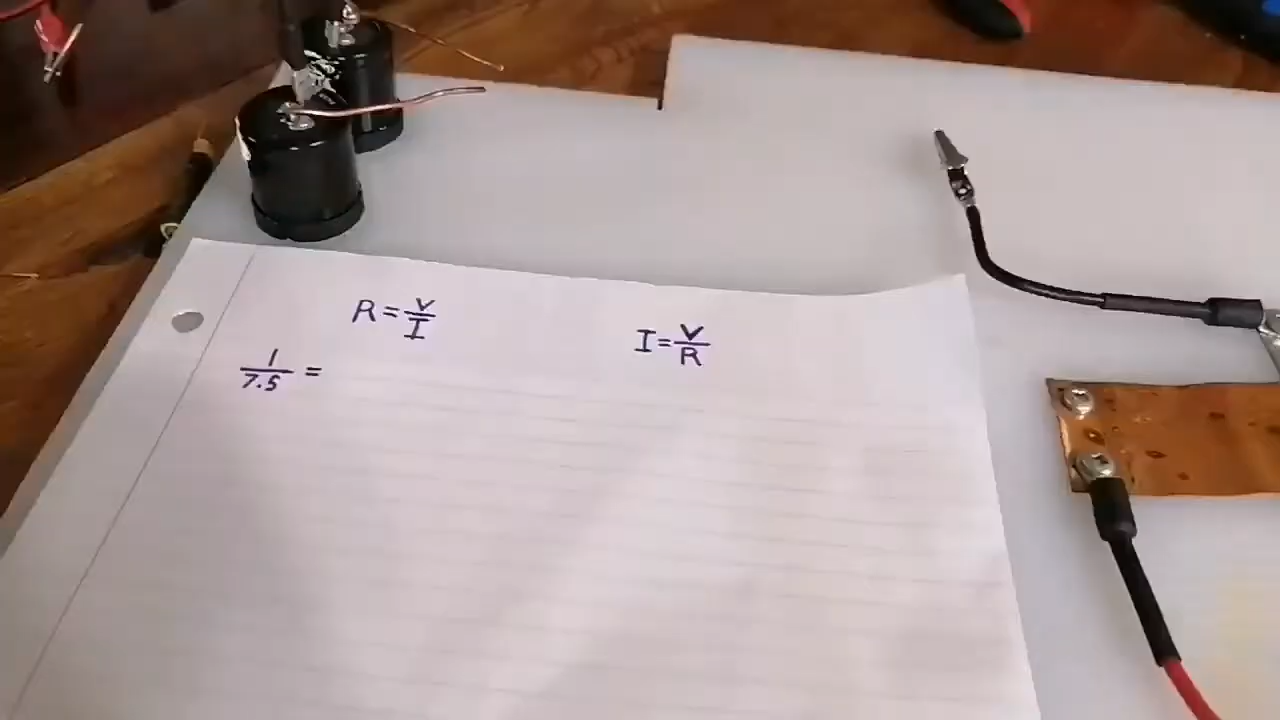 R = V/I
I = V/R
1/7.5 =